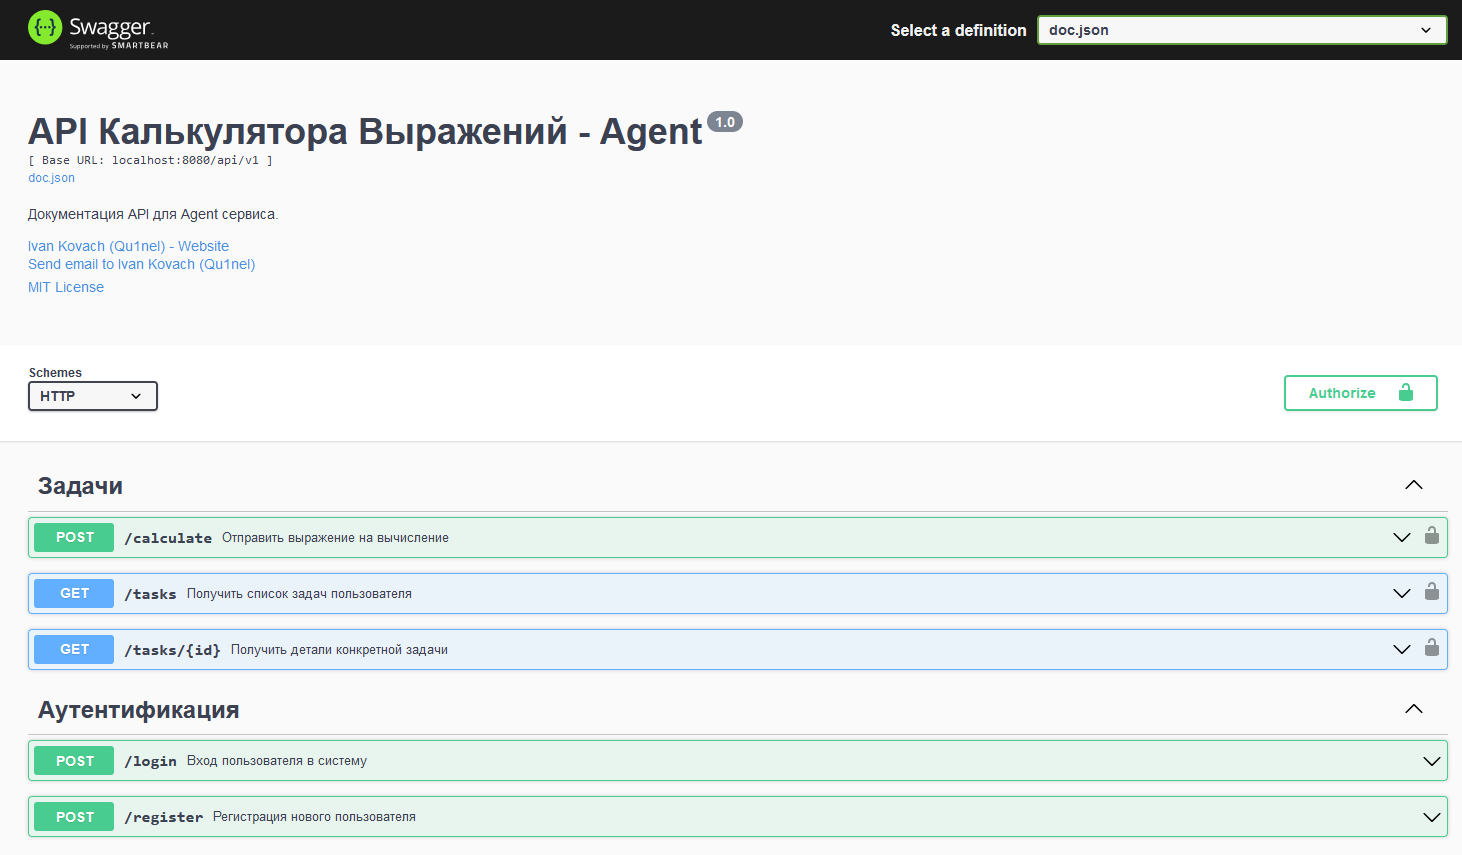 Swagger
Supported by SMARTBEAR
Select a definition
doc.json
API Калькулятора Выражений - Agent 1.0
[ Base URL: localhost:8080/api/v1 ]
doc.json
Документация API для Agent сервиса.
Ivan Kovach (Qu1nel) - Website
Send email to Ivan Kovach (Qu1nel)
MIT License
Schemes
HTTP
Authorize
Задачи
POST /calculate Отправить выражение на вычисление
GET /tasks Получить список задач пользователя
GET /tasks/{id} Получить детали конкретной задачи
Аутентификация
POST /login Вход пользователя в систему
POST /register Регистрация нового пользователя